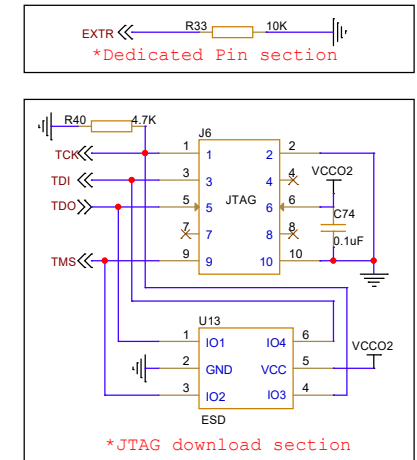 EXTR R33 10K
*Dedicated Pin section
R40 4.7K
J6
TCK 1 1 2 2
VCCO2
TDI 3 3 4 4
TDO 5 5 JTAG 6 6
C74
7 7 8 8
0.1uF
TMS 9 9 10 10
U13
1 IO1 IO4 6
VCCO2
2 GND VCC 5
3 IO2 IO3 4
ESD
*JTAG download section